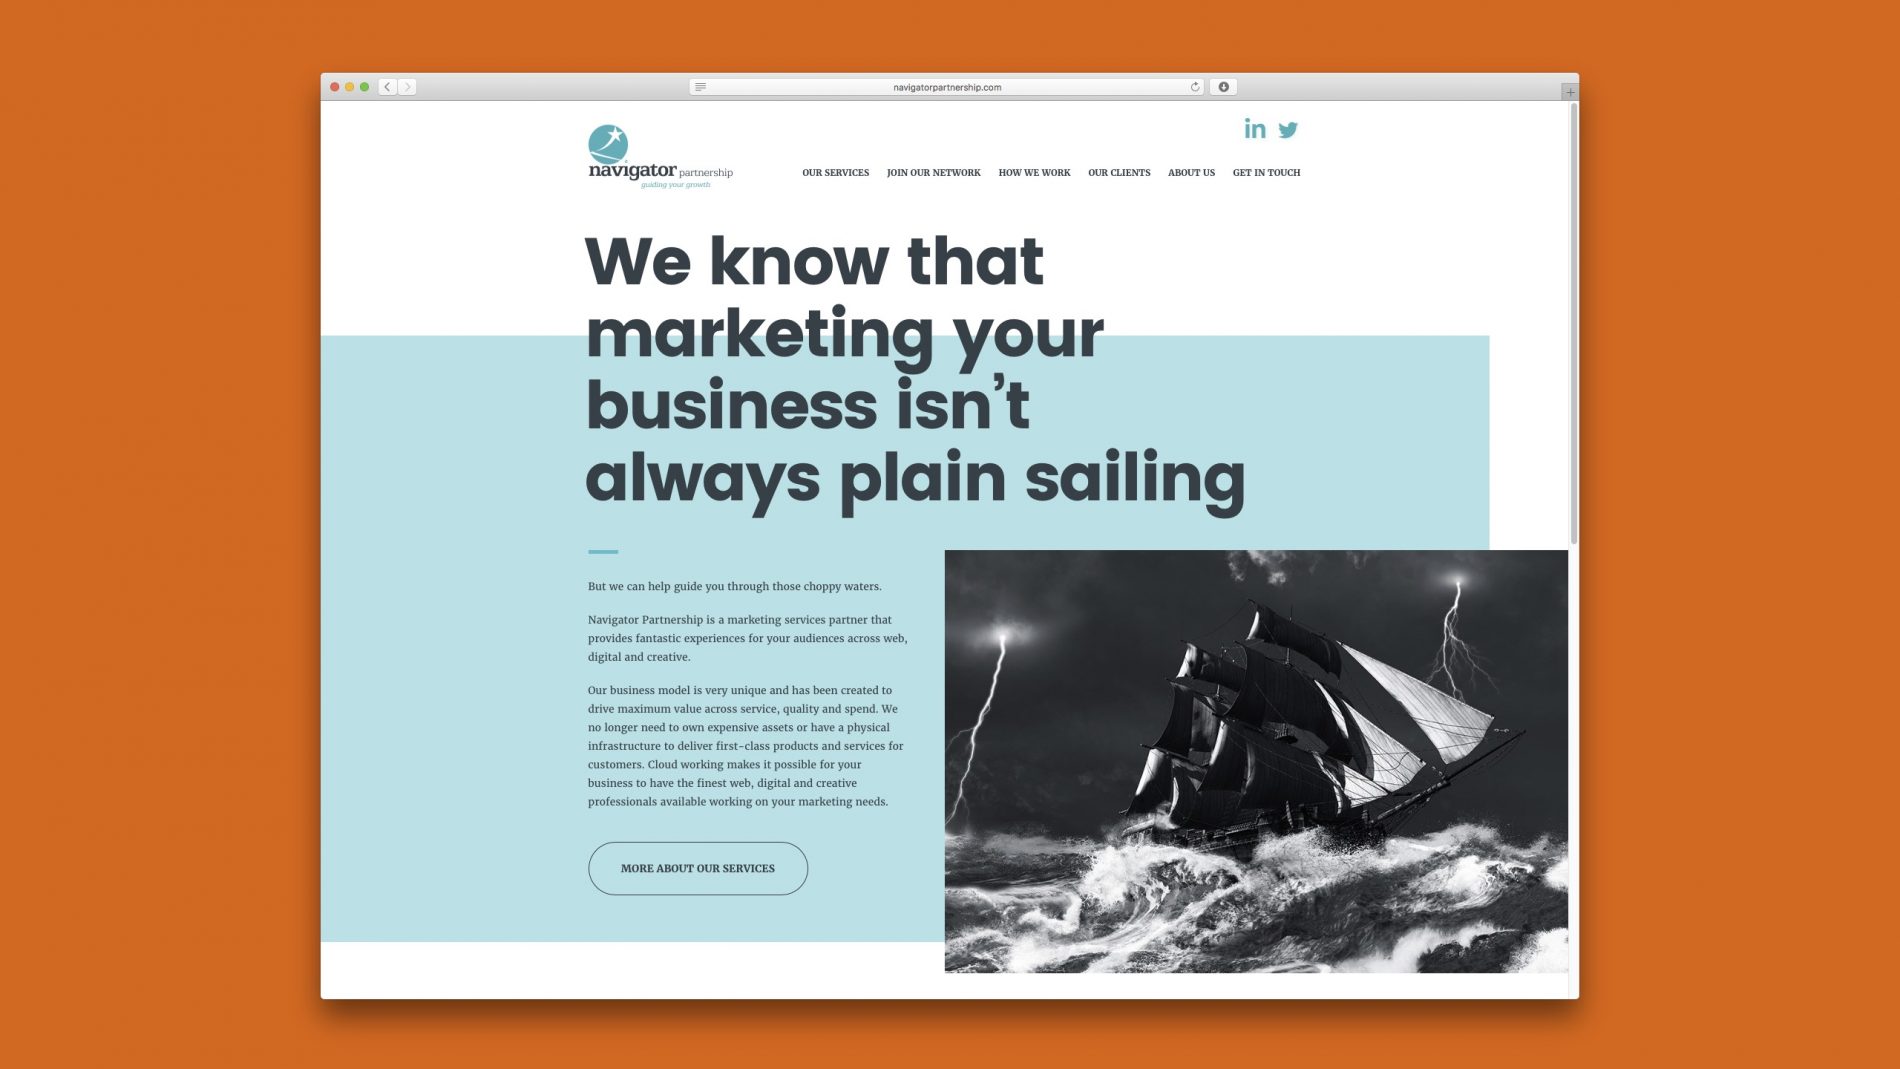 navigatorpartnership.com
in
navigator partnership
guiding your growth
OUR SERVICES JOIN OUR NETWORK HOW WE WORK OUR CLIENTS ABOUT US GET IN TOUCH
We know that
marketing your
business isn’t
always plain sailing
But we can help guide you through those choppy waters.
Navigator Partnership is a marketing services partner that
provides fantastic experiences for your audiences across web,
digital and creative.
Our business model is very unique and has been created to
drive maximum value across service, quality and spend. We
no longer need to own expensive assets or have a physical
infrastructure to deliver first-class products and services for
customers. Cloud working makes it possible for your
business to have the finest web, digital and creative
professionals available working on your marketing needs.
MORE ABOUT OUR SERVICES